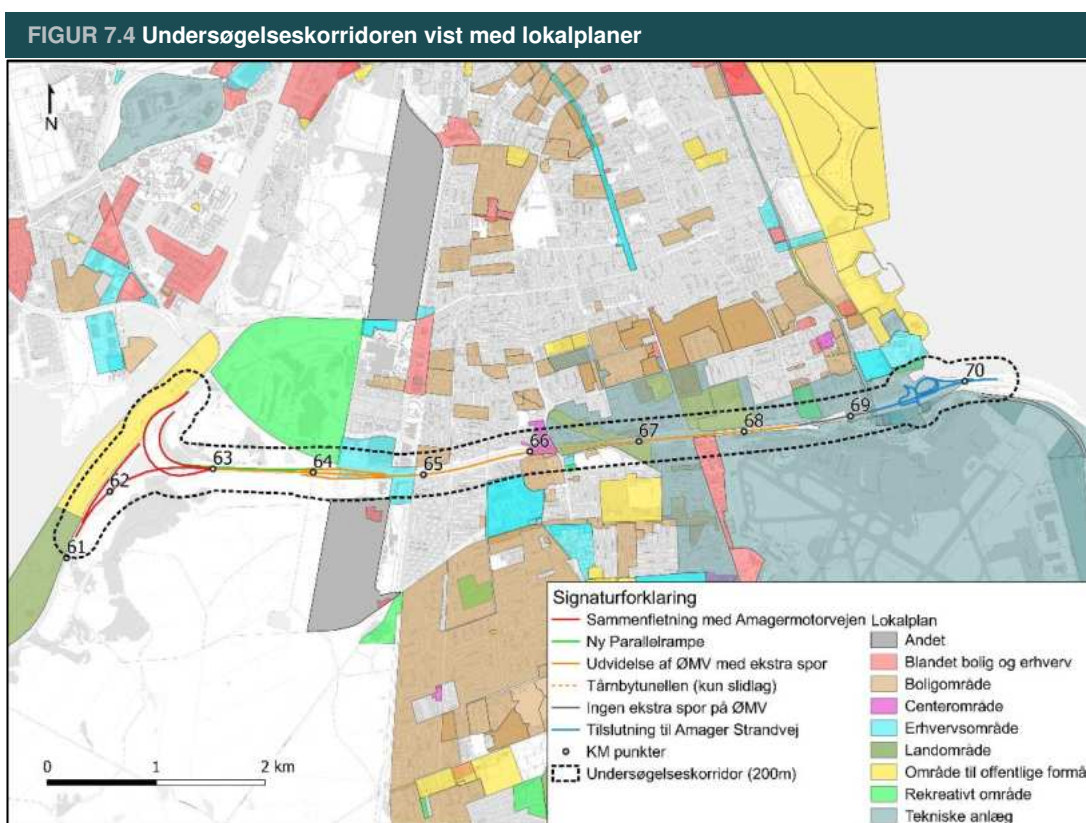 FIGUR 7.4 Undersøgelseskorridoren vist med lokalplaner
N
70
69
68
67
66
65
64
63
62
61
0 1 2 km
Signaturforklaring
Sammenfletning med Amagermotorvejen
Ny Parallelrampe
Udvidelse af ØMV med ekstra spor
Tårnbytunellen (kun slidlag)
Ingen ekstra spor på ØMV
Tilslutning til Amager Strandvej
KM punkter
Undersøgelseskorridor (200m)
Lokalplan
Andet
Blandet bolig og erhverv
Boligområde
Centerområde
Erhvervsområde
Landområde
Område til offentlige formål
Rekreativt område
Tekniske anlæg